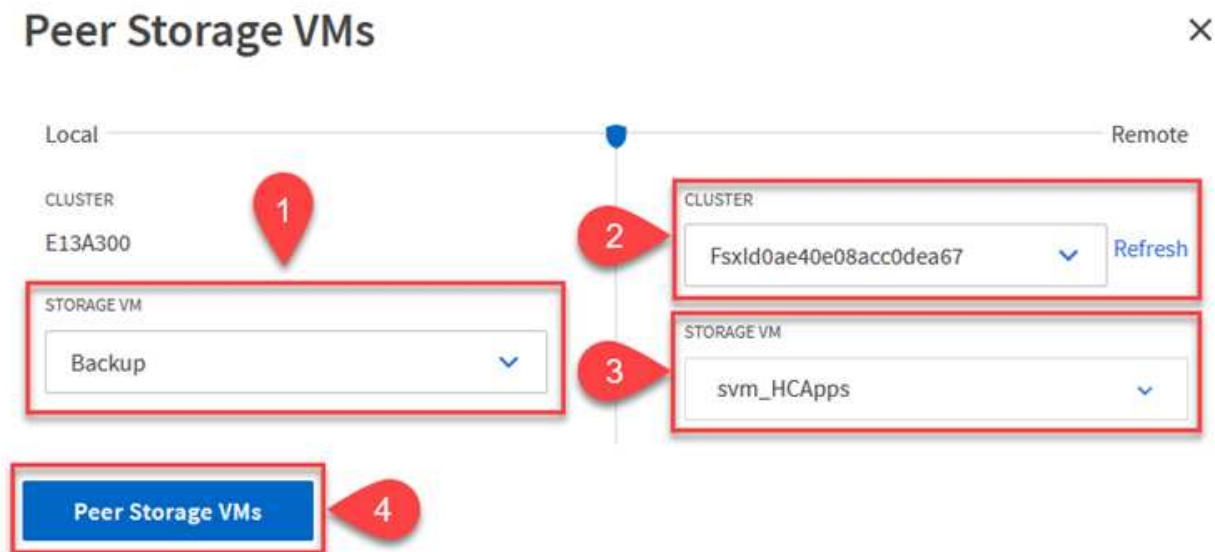 Peer Storage VMs
Local
Remote
CLUSTER
E13A300
1
STORAGE VM
Backup
2
CLUSTER
FsxId0ae40e08acc0dea67
Refresh
3
STORAGE VM
svm_HCApps
Peer Storage VMs
4